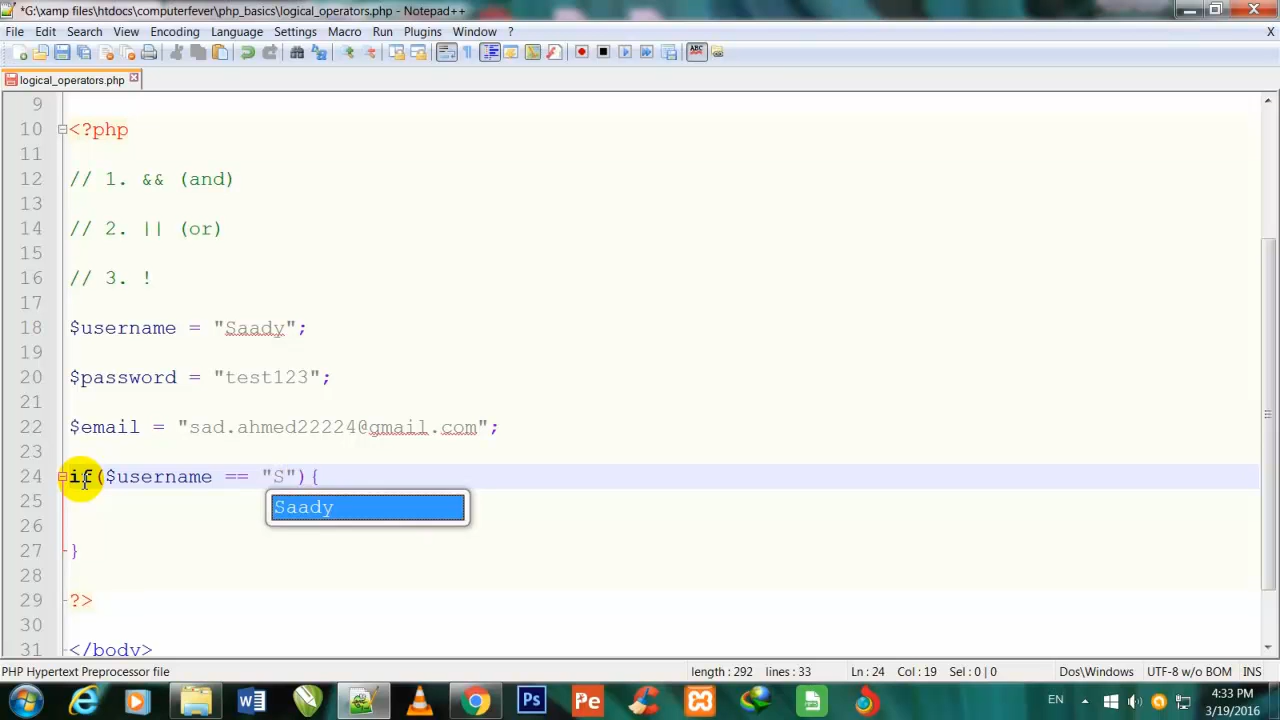 *G:\xamp files\htdocs\computerfever\php_basics\logical_operators.php - Notepad++
File Edit Search View Encoding Language Settings Macro Run Plugins Window ? X
logical_operators.php
9
10 <?php
11
12 // 1. && (and)
13
14 // 2. || (or)
15
16 // 3. !
17
18 $username = "Saady";
19
20 $password = "test123";
21
22 $email = "sad.ahmed22224@gmail.com";
23
24 if($username == "S"){
Saady
25
26
27 }
28
29 ?>
30
31 </body>
PHP Hypertext Preprocessor file length : 292 lines : 33 Ln : 24 Col : 19 Sel : 0 | 0 Dos\Windows UTF-8 w/o BOM INS
W Ps Pe EN 4:33 PM
3/19/2016